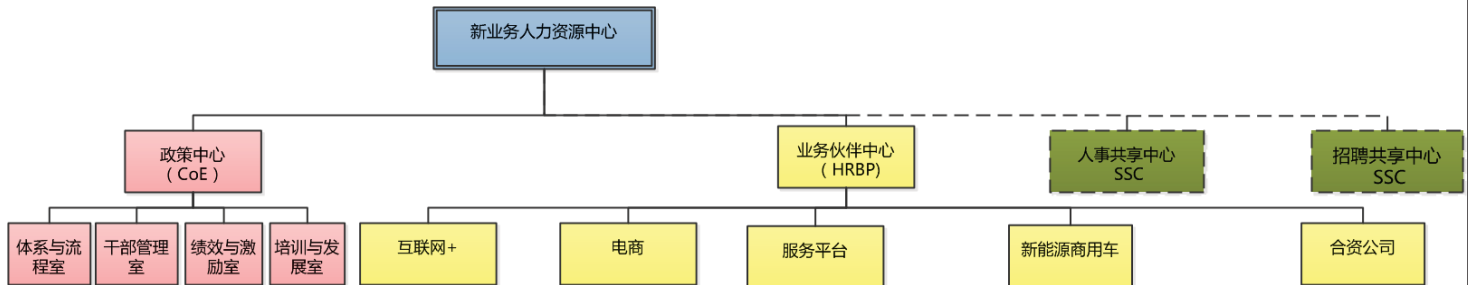 新业务人力资源中心
政策中心
（CoE）
业务伙伴中心
（HRBP)
人事共享中心
SSC
招聘共享中心
SSC
体系与流
程室
干部管理
室
绩效与激
励室
培训与发
展室
互联网+
电商
服务平台
新能源商用车
合资公司